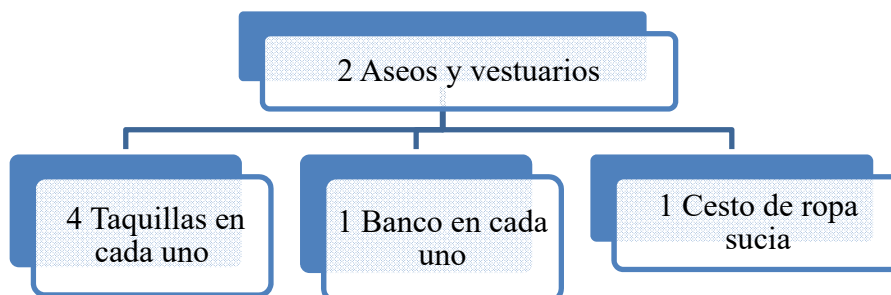 2 Aseos y vestuarios
4 Taquillas en
cada uno
1 Banco en cada
uno
1 Cesto de ropa
sucia